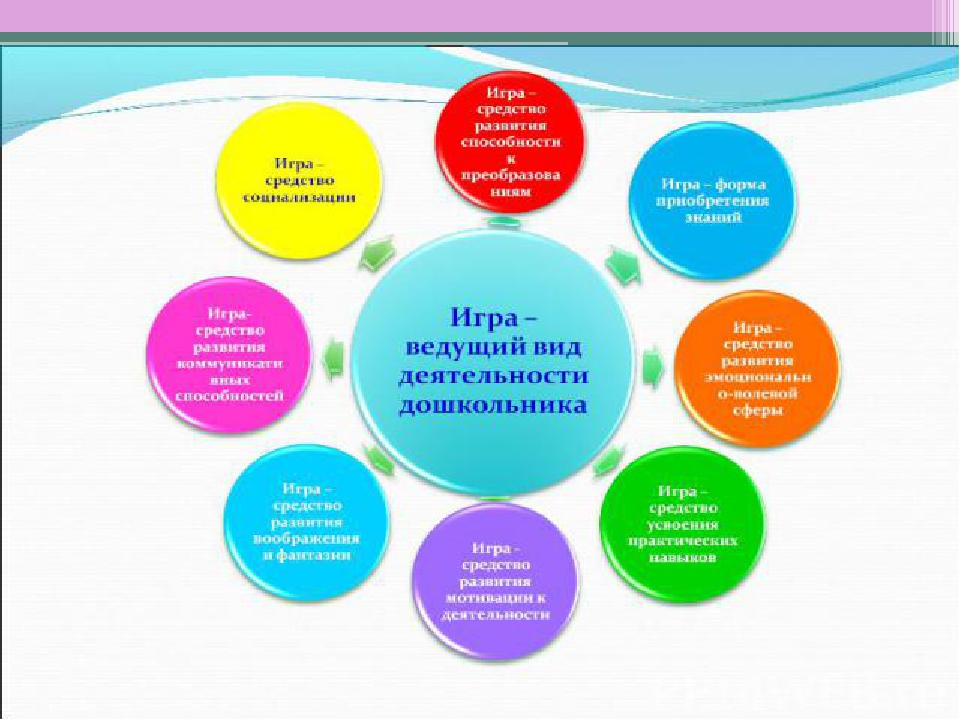 Игра –
средство
развития
способности
к
преобразова
ниям
Игра – форма
приобретения
знаний
Игра –
средство
развития
эмоциональн
о-волевой
сферы
Игра –
средство
усвоения
практических
навыков
Игра -
средство
развития
мотивации к
деятельности
Игра –
средство
развития
воображения
и фантазии
Игра-
средство
развития
коммуникати
вных
способностей
Игра –
средство
социализации
Игра –
ведущий вид
деятельности
дошкольника